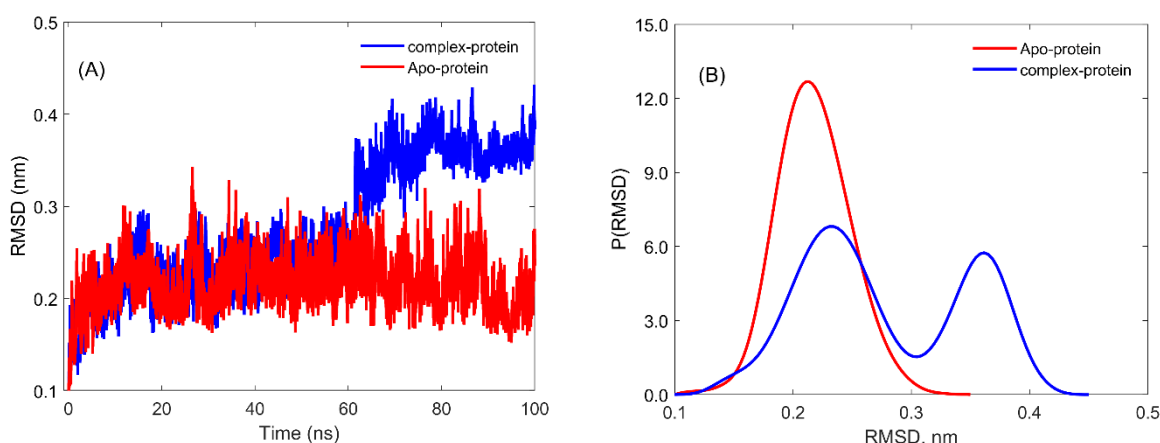 0.5
0.4
0.3
0.2
0.1
RMSD (nm)
(A)
complex-protein
Apo-protein
0 20 40 60 80 100
Time (ns)
15.0
12.0
9.0
6.0
3.0
0.0
P(RMSD)
(B)
Apo-protein
complex-protein
0.1 0.2 0.3 0.4 0.5
RMSD, nm